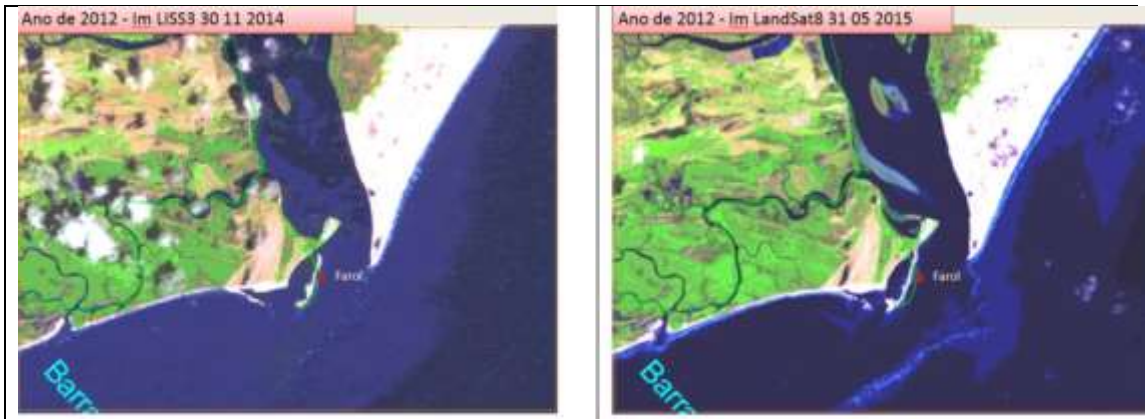 Ano de 2012 - Im LISS3 30 11 2014
Farol
Barra
Ano de 2012 - Im LandSat8 31 05 2015
Farol
Barra